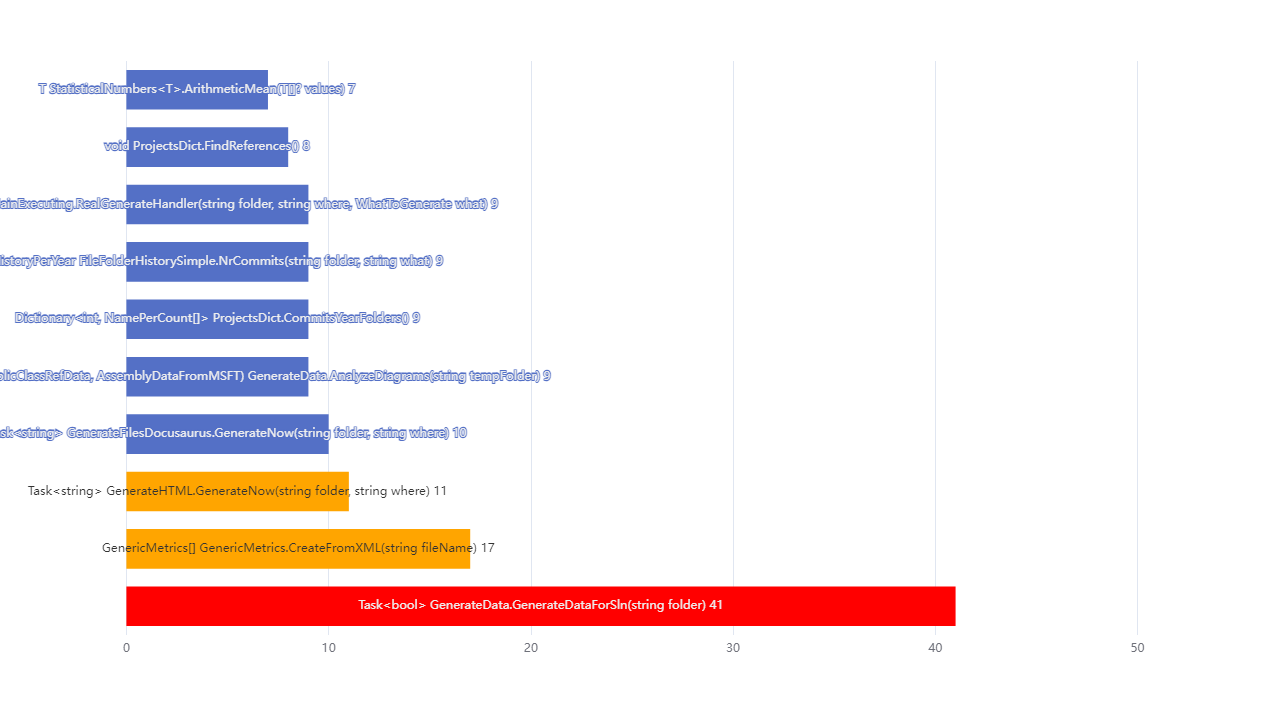 T StatisticalNumbers<T>.ArithmeticMean(T[]? values) 7
void ProjectsDict.FindReferences() 8
ainExecuting.RealGenerateHandler(string folder, string where, WhatToGenerate what) 9
istoryPerYear FileFolderHistorySimple.NrCommits(string folder, string what) 9
Dictionary<int, NamePerCount[]> ProjectsDict.CommitsYearFolders() 9
blicClassRefData, AssemblyDataFromMSFT) GenerateData.AnalyzeDiagrams(string tempFolder) 9
sk<string> GenerateFilesDocusaurus.GenerateNow(string folder, string where) 10
Task<string> GenerateHTML.GenerateNow(string folder, string where) 11
GenericMetrics[] GenericMetrics.CreateFromXML(string fileName) 17
Task<bool> GenerateData.GenerateDataForSln(string folder) 41
0 10 20 30 40 50